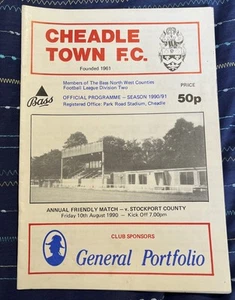 CHEADLE
TOWN F.C.
Founded 1961
Members of The Bass North West Counties
Football League Division Two
Bass
OFFICIAL PROGRAMME - SEASON 1990/91
Registered Office: Park Road Stadium, Cheadle
PRICE
50p
ANNUAL FRIENDLY MATCH - v. STOCKPORT COUNTY
Friday 10th August 1990 - Kick Off 7.00pm
CLUB SPONSORS
General Portfolio